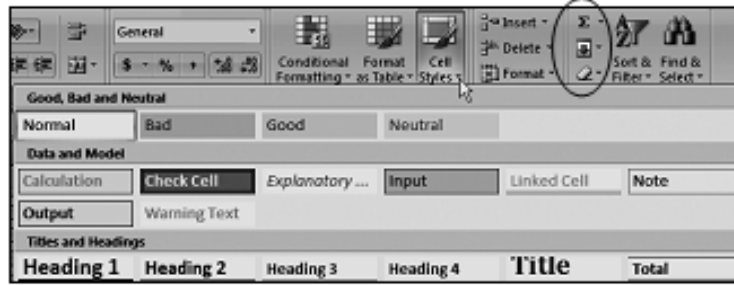 General
Insert
Delete
Format
Σ
$ %
Conditional Formatting
Format as Table
Cell Styles
Sort & Filter
Find & Select
Good, Bad and Neutral
Normal Bad Good Neutral
Data and Model
Calculation Check Cell Explanatory ... Input Linked Cell Note
Output Warning Text
Titles and Headings
Heading 1 Heading 2 Heading 3 Heading 4 Title Total